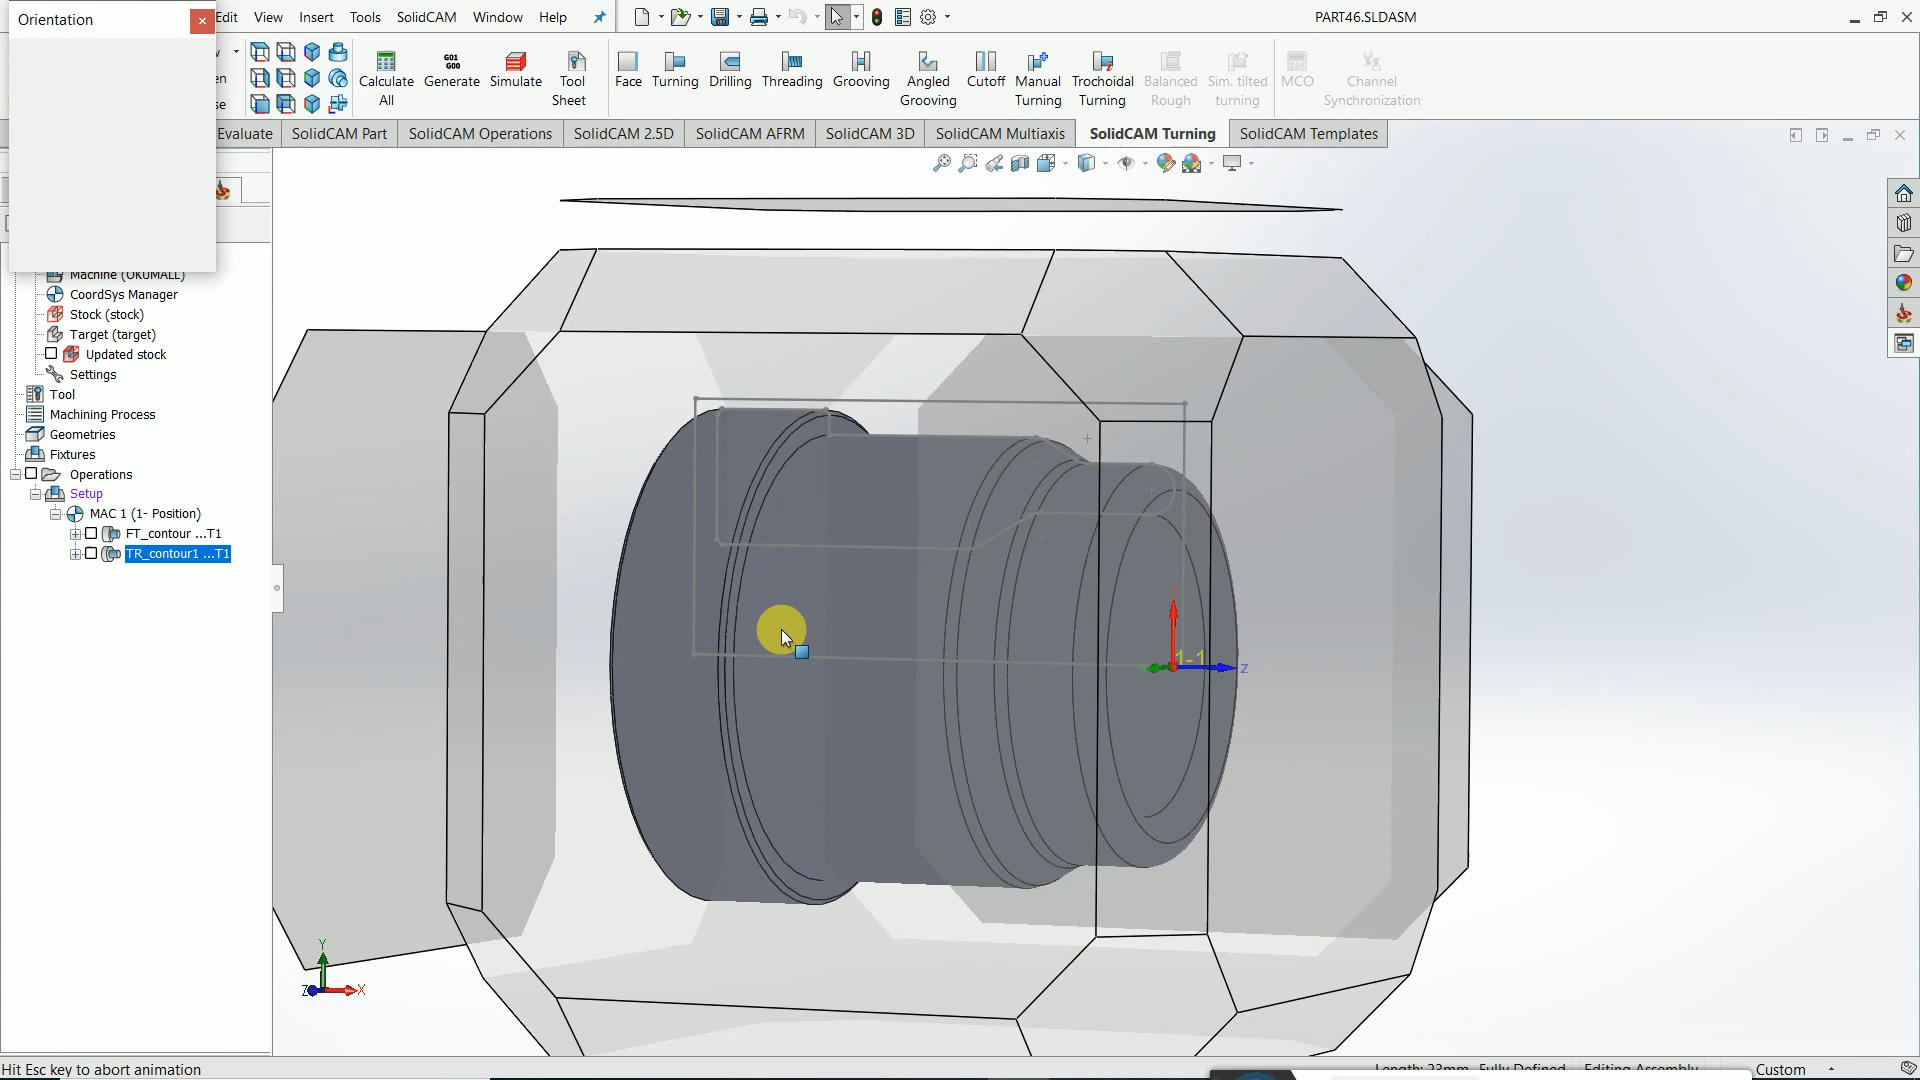 Orientation
Edit View Insert Tools SolidCAM Window Help
PART46.SLDASM
Calculate All
G01 G00
Generate
Simulate
Tool Sheet
Face
Turning
Drilling
Threading
Grooving
Angled Grooving
Cutoff
Manual Turning
Trochoidal Turning
Balanced Rough
Sim. tilted turning
MCO
Channel Synchronization
Evaluate
SolidCAM Part
SolidCAM Operations
SolidCAM 2.5D
SolidCAM AFRM
SolidCAM 3D
SolidCAM Multiaxis
SolidCAM Turning
SolidCAM Templates
Machine (OKUMALL)
CoordSys Manager
Stock (stock)
Target (target)
Updated stock
Settings
Tool
Machining Process
Geometries
Fixtures
Operations
Setup
MAC 1 (1- Position)
FT_contour ...T1
TR_contour1 ...T1
1-1
Z
Y
Z
X
Hit Esc key to abort animation
Length: 23mm
Fully Defined
Editing Assembly
Custom